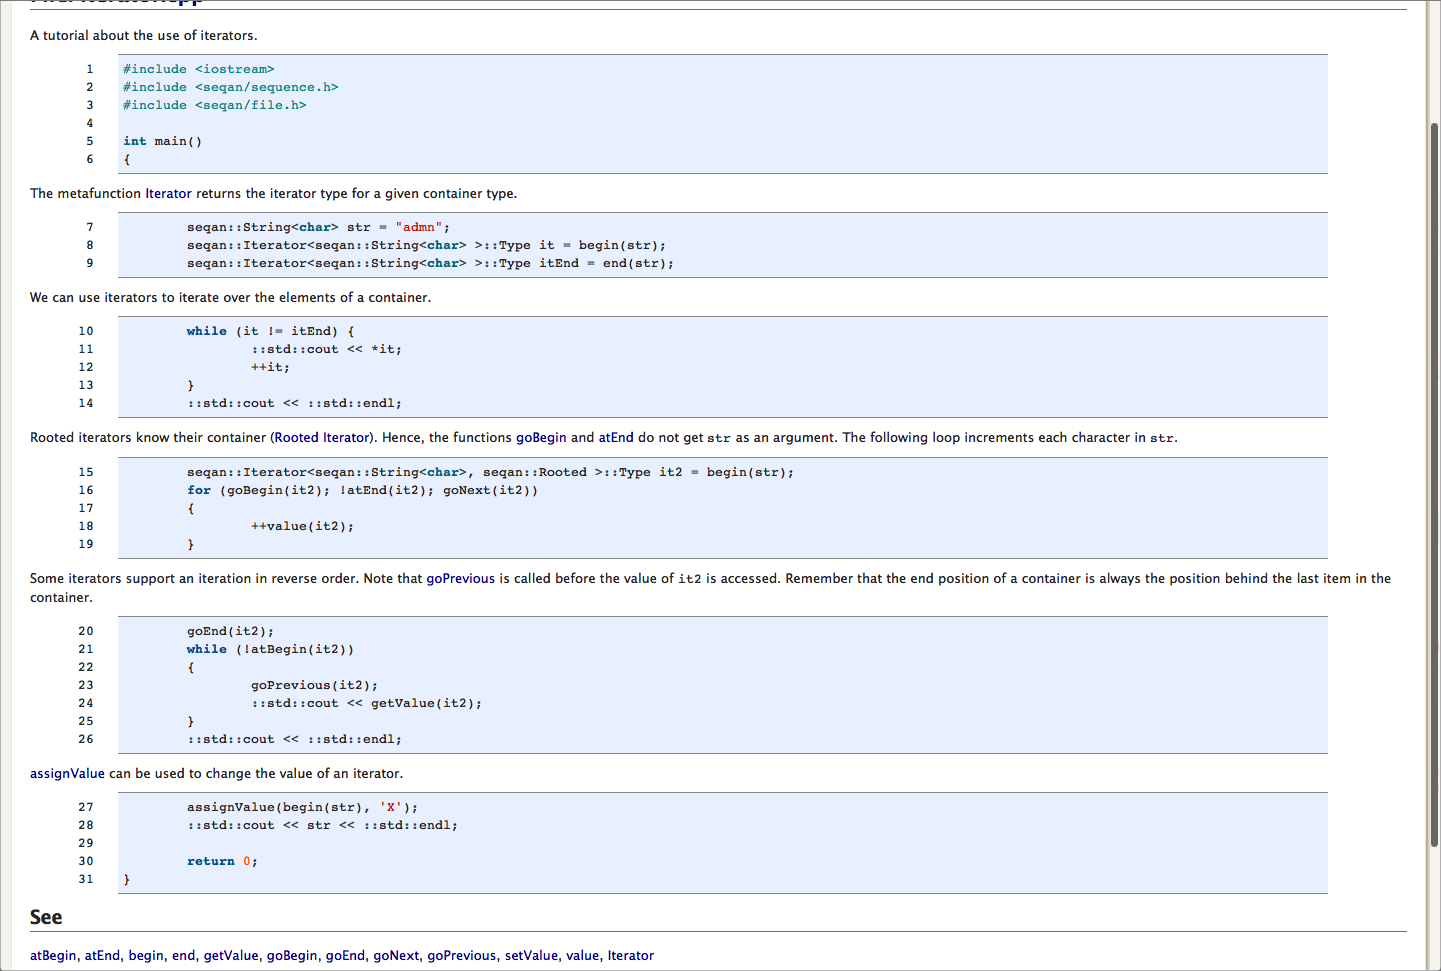 A tutorial about the use of iterators.
1 #include <iostream>
2 #include <seqan/sequence.h>
3 #include <seqan/file.h>
4
5 int main()
6 {
The metafunction Iterator returns the iterator type for a given container type.
7 seqan::String<char> str = "admn";
8 seqan::Iterator<seqan::String<char> >::Type it = begin(str);
9 seqan::Iterator<seqan::String<char> >::Type itEnd = end(str);
We can use iterators to iterate over the elements of a container.
10 while (it != itEnd) {
11 ::std::cout << *it;
12 ++it;
13 }
14 ::std::cout << ::std::endl;
Rooted iterators know their container (Rooted Iterator). Hence, the functions goBegin and atEnd do not get str as an argument. The following loop increments each character in str.
15 seqan::Iterator<seqan::String<char>, seqan::Rooted >::Type it2 = begin(str);
16 for (goBegin(it2); !atEnd(it2); goNext(it2))
17 {
18 ++value(it2);
19 }
Some iterators support an iteration in reverse order. Note that goPrevious is called before the value of it2 is accessed. Remember that the end position of a container is always the position behind the last item in the
container.
20 goEnd(it2);
21 while (!atBegin(it2))
22 {
23 goPrevious(it2);
24 ::std::cout << getValue(it2);
25 }
26 ::std::cout << ::std::endl;
assignValue can be used to change the value of an iterator.
27 assignValue(begin(str), 'X');
28 ::std::cout << str << ::std::endl;
29
30 return 0;
31 }
See
atBegin, atEnd, begin, end, getValue, goBegin, goEnd, goNext, goPrevious, setValue, value, Iterator